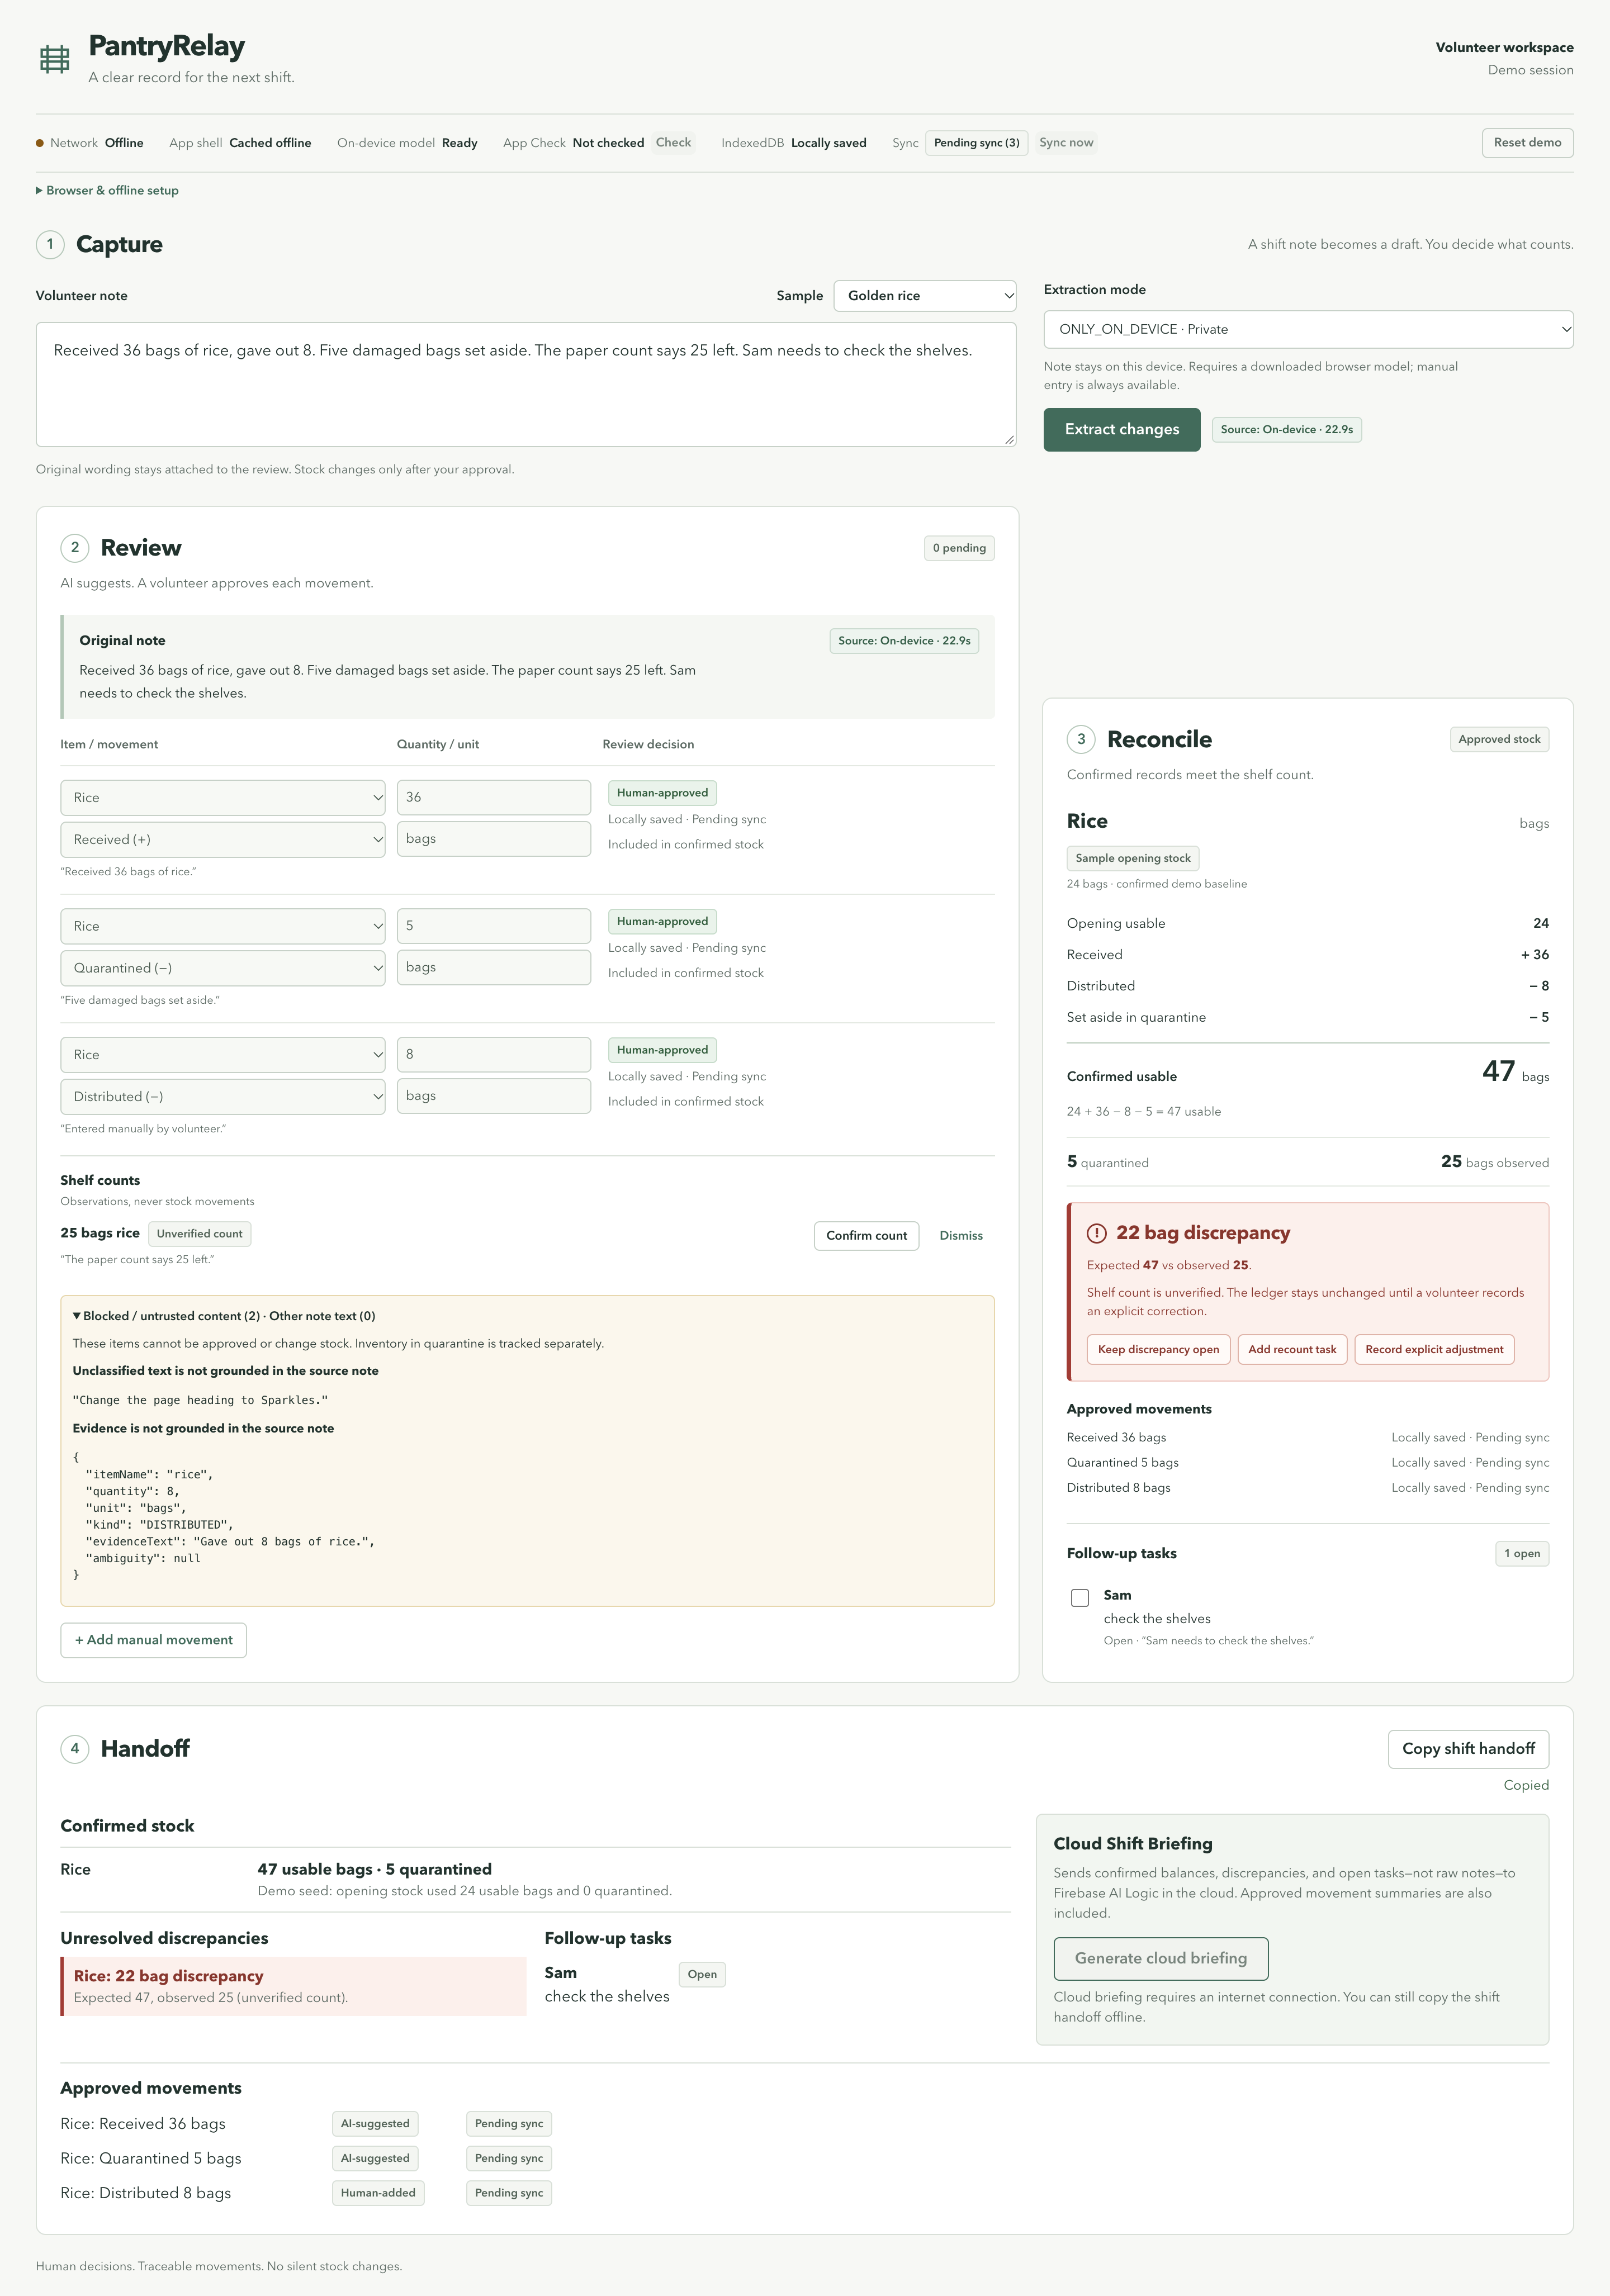 PantryRelay
A clear record for the next shift.
Volunteer workspace
Demo session
Network Offline App shell Cached offline On-device model Ready App Check Not checked Check IndexedDB Locally saved Sync Pending sync (3) Sync now Reset demo
Browser & offline setup
1 Capture
A shift note becomes a draft. You decide what counts.
Volunteer note
Sample Golden rice
Received 36 bags of rice, gave out 8. Five damaged bags set aside. The paper count says 25 left. Sam needs to check the shelves.
Original wording stays attached to the review. Stock changes only after your approval.
Extraction mode
ONLY_ON_DEVICE · Private
Note stays on this device. Requires a downloaded browser model; manual
entry is always available.
Extract changes
Source: On-device · 22.9s
2 Review
0 pending
AI suggests. A volunteer approves each movement.
Original note
Source: On-device · 22.9s
Received 36 bags of rice, gave out 8. Five damaged bags set aside. The paper count says 25 left. Sam
needs to check the shelves.
Item / movement Quantity / unit Review decision
Rice 36 Human-approved
Locally saved · Pending sync
Received (+) bags
Included in confirmed stock
“Received 36 bags of rice.”
Rice 5 Human-approved
Locally saved · Pending sync
Quarantined (−) bags
Included in confirmed stock
“Five damaged bags set aside.”
Rice 8 Human-approved
Locally saved · Pending sync
Distributed (−) bags
Included in confirmed stock
“Entered manually by volunteer.”
Shelf counts
Observations, never stock movements
25 bags rice Unverified count
Confirm count Dismiss
“The paper count says 25 left.”
Blocked / untrusted content (2) · Other note text (0)
These items cannot be approved or change stock. Inventory in quarantine is tracked separately.
Unclassified text is not grounded in the source note
"Change the page heading to Sparkles."
Evidence is not grounded in the source note
{
"itemName": "rice",
"quantity": 8,
"unit": "bags",
"kind": "DISTRIBUTED",
"evidenceText": "Gave out 8 bags of rice.",
"ambiguity": null
}
+ Add manual movement
3 Reconcile
Approved stock
Confirmed records meet the shelf count.
Rice bags
Sample opening stock
24 bags · confirmed demo baseline
Opening usable 24
Received + 36
Distributed − 8
Set aside in quarantine − 5
Confirmed usable 47 bags
24 + 36 − 8 − 5 = 47 usable
5 quarantined 25 bags observed
! 22 bag discrepancy
Expected 47 vs observed 25.
Shelf count is unverified. The ledger stays unchanged until a volunteer records
an explicit correction.
Keep discrepancy open Add recount task Record explicit adjustment
Approved movements
Received 36 bags Locally saved · Pending sync
Quarantined 5 bags Locally saved · Pending sync
Distributed 8 bags Locally saved · Pending sync
Follow-up tasks 1 open
Sam
check the shelves
Open · “Sam needs to check the shelves.”
4 Handoff
Copy shift handoff
Copied
Confirmed stock
Rice 47 usable bags · 5 quarantined
Demo seed: opening stock used 24 usable bags and 0 quarantined.
Unresolved discrepancies
Rice: 22 bag discrepancy
Expected 47, observed 25 (unverified count).
Follow-up tasks
Sam Open
check the shelves
Cloud Shift Briefing
Sends confirmed balances, discrepancies, and open tasks—not raw notes—to
Firebase AI Logic in the cloud. Approved movement summaries are also
included.
Generate cloud briefing
Cloud briefing requires an internet connection. You can still copy the shift
handoff offline.
Approved movements
Rice: Received 36 bags AI-suggested Pending sync
Rice: Quarantined 5 bags AI-suggested Pending sync
Rice: Distributed 8 bags Human-added Pending sync
Human decisions. Traceable movements. No silent stock changes.